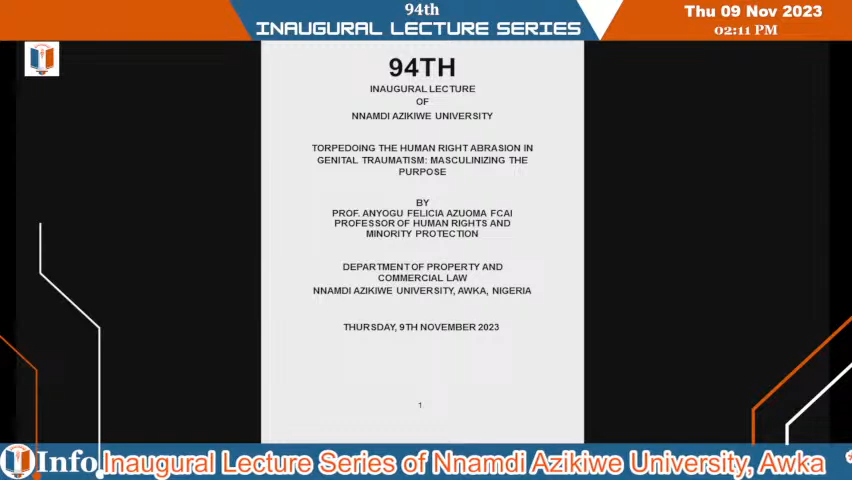 94th
INAUGURAL LECTURE SERIES
Thu 09 Nov 2023
02:11 PM
94TH
INAUGURAL LECTURE
OF
NNAMDI AZIKIWE UNIVERSITY
TORPEDOING THE HUMAN RIGHT ABRASION IN
GENITAL TRAUMATISM: MASCULINIZING THE
PURPOSE
BY
PROF. ANYOGU FELICIA AZUOMA FCAI
PROFESSOR OF HUMAN RIGHTS AND
MINORITY PROTECTION
DEPARTMENT OF PROPERTY AND
COMMERCIAL LAW
NNAMDI AZIKIWE UNIVERSITY, AWKA, NIGERIA
THURSDAY, 9TH NOVEMBER 2023
1
Info. Inaugural Lecture Series of Nnamdi Azikiwe University, Awka *